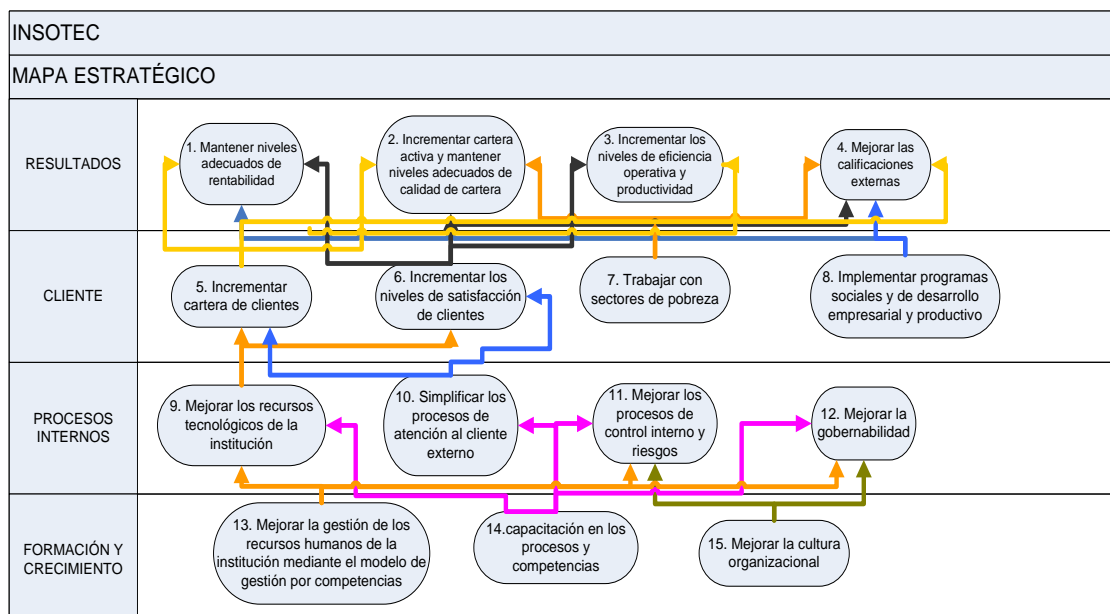 INSOTEC
MAPA ESTRATÉGICO
RESULTADOS
1. Mantener niveles
adecuados de
rentabilidad
2. Incrementar cartera
activa y mantener
niveles adecuados de
calidad de cartera
3. Incrementar los
niveles de eficiencia
operativa y
productividad
4. Mejorar las
calificaciones
externas
CLIENTE
5. Incrementar
cartera de clientes
6. Incrementar los
niveles de satisfacción
de clientes
7. Trabajar con
sectores de pobreza
8. Implementar programas
sociales y de desarrollo
empresarial y productivo
PROCESOS
INTERNOS
9. Mejorar los recursos
tecnológicos de la
institución
10. Simplificar los
procesos de
atención al cliente
externo
11. Mejorar los
procesos de
control interno y
riesgos
12. Mejorar la
gobernabilidad
FORMACIÓN Y
CRECIMIENTO
13. Mejorar la gestión de los
recursos humanos de la
institución mediante el modelo de
gestión por competencias
14.capacitación en los
procesos y
competencias
15. Mejorar la cultura
organizacional